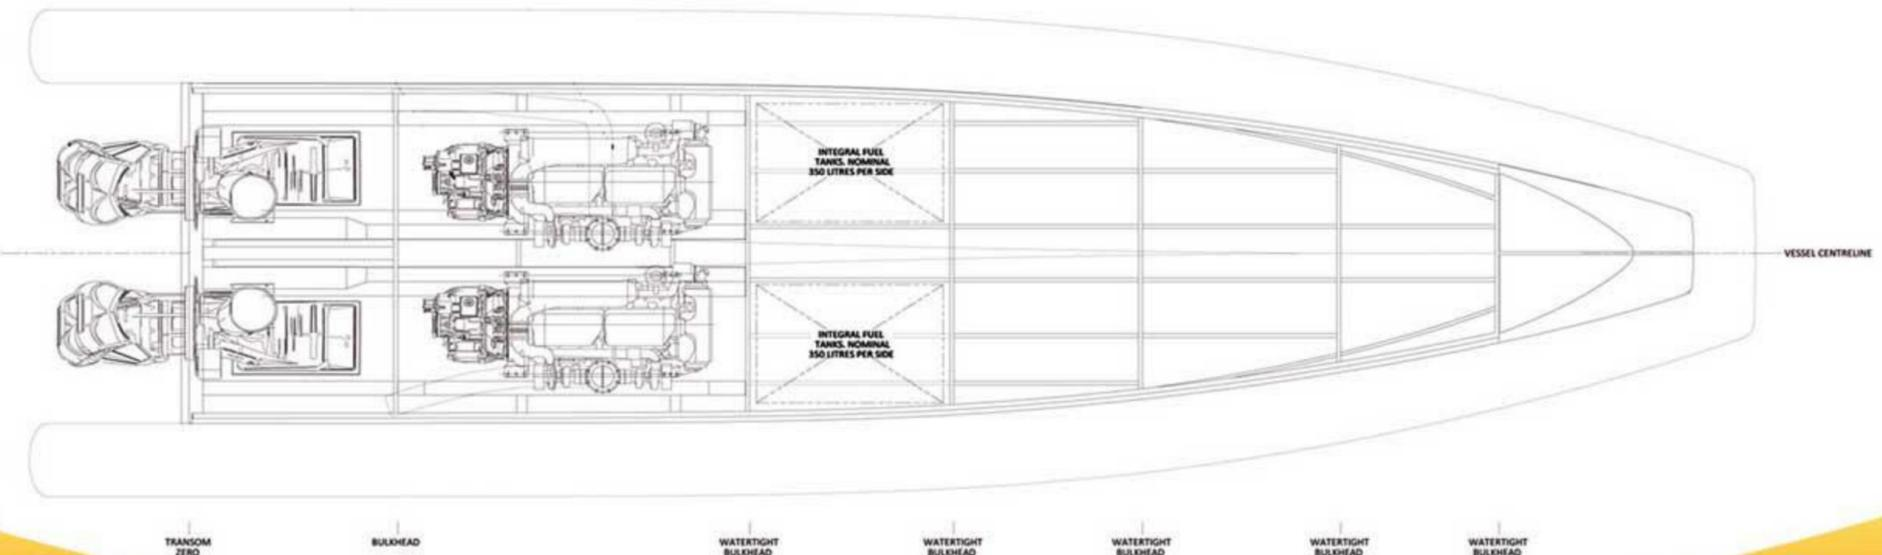 INTEGRAL FUEL
TANKS. NOMINAL
350 LITRES PER SIDE
VESSEL CENTRELINE
INTEGRAL FUEL
TANKS. NOMINAL
350 LITRES PER SIDE
TRANSOM
ZERO
BULKHEAD
WATERTIGHT
BULKHEAD
WATERTIGHT
BULKHEAD
WATERTIGHT
BULKHEAD
WATERTIGHT
BULKHEAD
WATERTIGHT
BULKHEAD